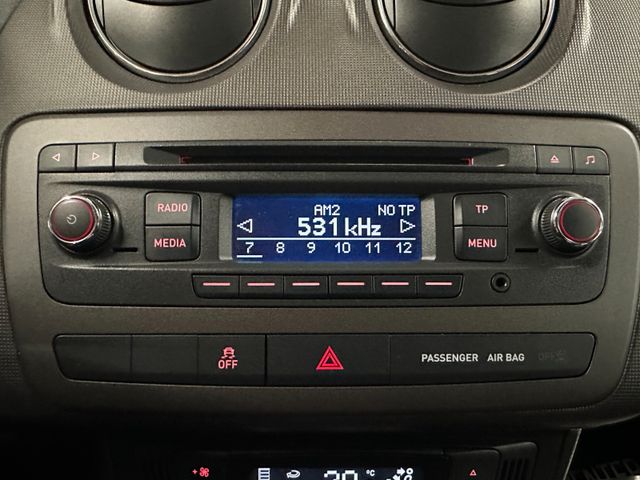 RADIO
MEDIA
AM2 NO TP
531 kHz
7 8 9 10 11 12
TP
MENU
OFF
PASSENGER AIR BAG OFF
°C